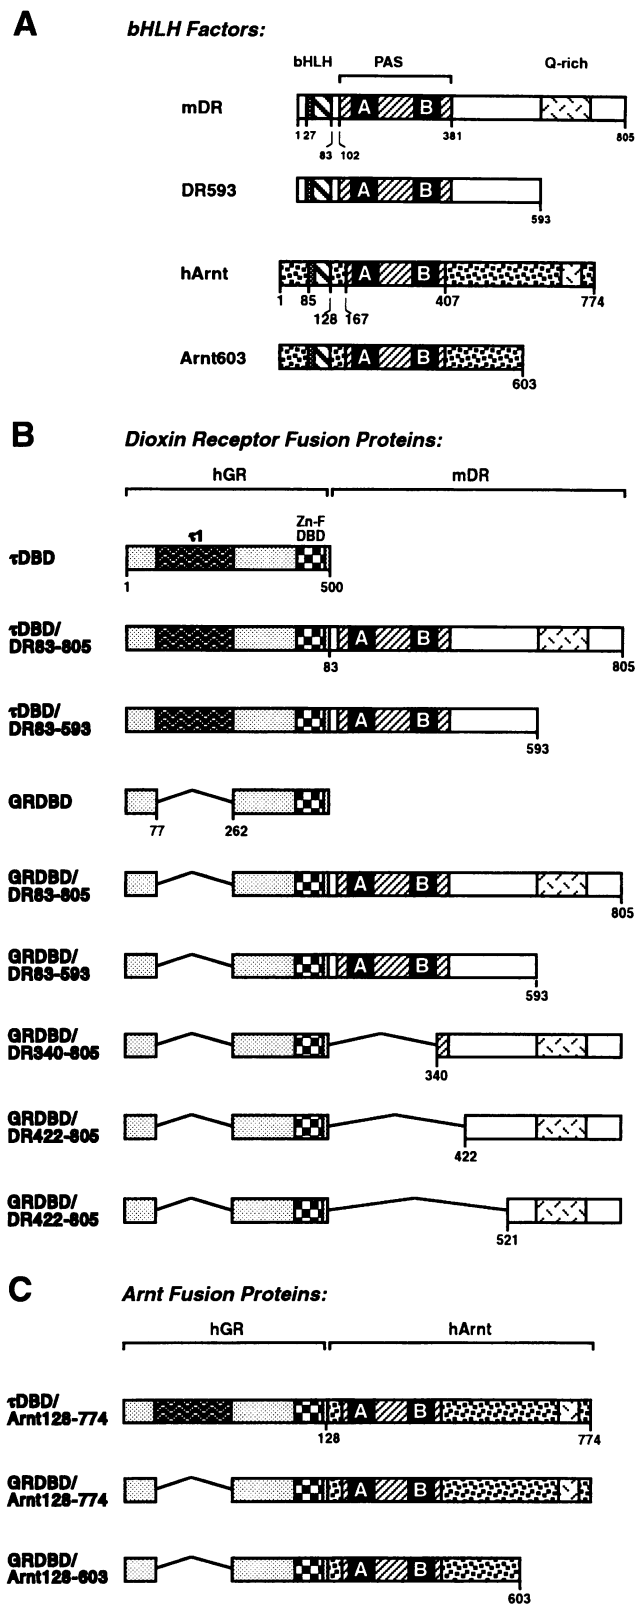 A
bHLH Factors:
bHLH PAS Q-rich
mDR A B
1 27 83 102 381 805
DR593 A B
593
hArnt A B
1 85 128 167 407 774
Arnt603 A B
603
B
Dioxin Receptor Fusion Proteins:
hGR mDR
τ1 Zn-F
DBD
τDBD
1 500
τDBD/
DR83-805 A B
83 805
τDBD/
DR83-593 A B
593
GRDBD
77 262
GRDBD/
DR83-805 A B
805
GRDBD/
DR83-593 A B
593
GRDBD/
DR340-805
340
GRDBD/
DR422-805
422
GRDBD/
DR422-805
521
C
Arnt Fusion Proteins:
hGR hArnt
τDBD/
Arnt128-774 A B
128 774
GRDBD/
Arnt128-774 A B
GRDBD/
Arnt128-603 A B
603